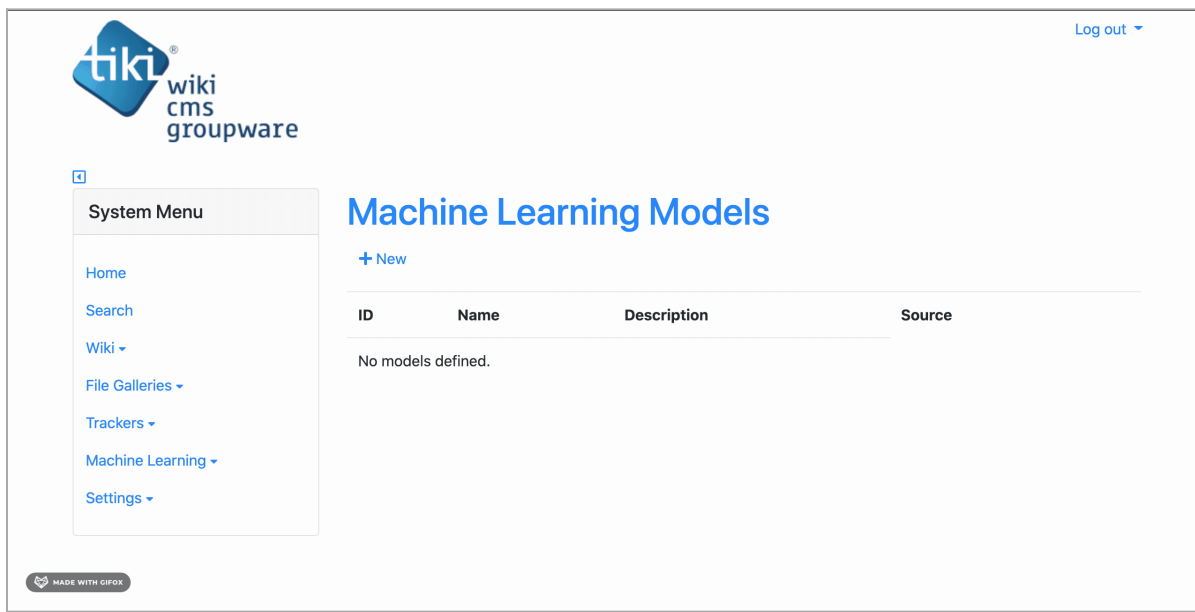 Log out
tiki®
wiki
cms
groupware
System Menu
Home
Search
Wiki
File Galleries
Trackers
Machine Learning
Settings
Machine Learning Models
+ New
ID Name Description Source
No models defined.
MADE WITH GIFOX